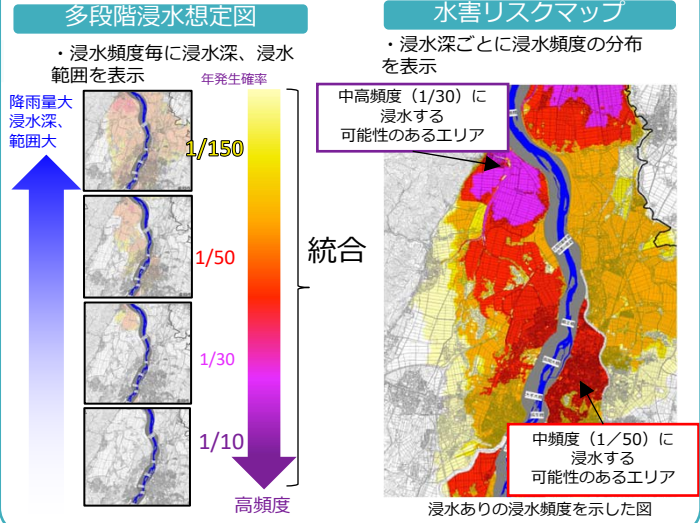 多段階浸水想定図
・浸水頻度毎に浸水深、浸水
範囲を表示
年発生確率
降雨量大
浸水深、
範囲大
1/150
1/50
1/30
1/10
高頻度
統合
水害リスクマップ
・浸水深ごとに浸水頻度の分布
を表示
中高頻度（1/30）に
浸水する
可能性のあるエリア
中頻度（1／50）に
浸水する
可能性のあるエリア
浸水ありの浸水頻度を示した図